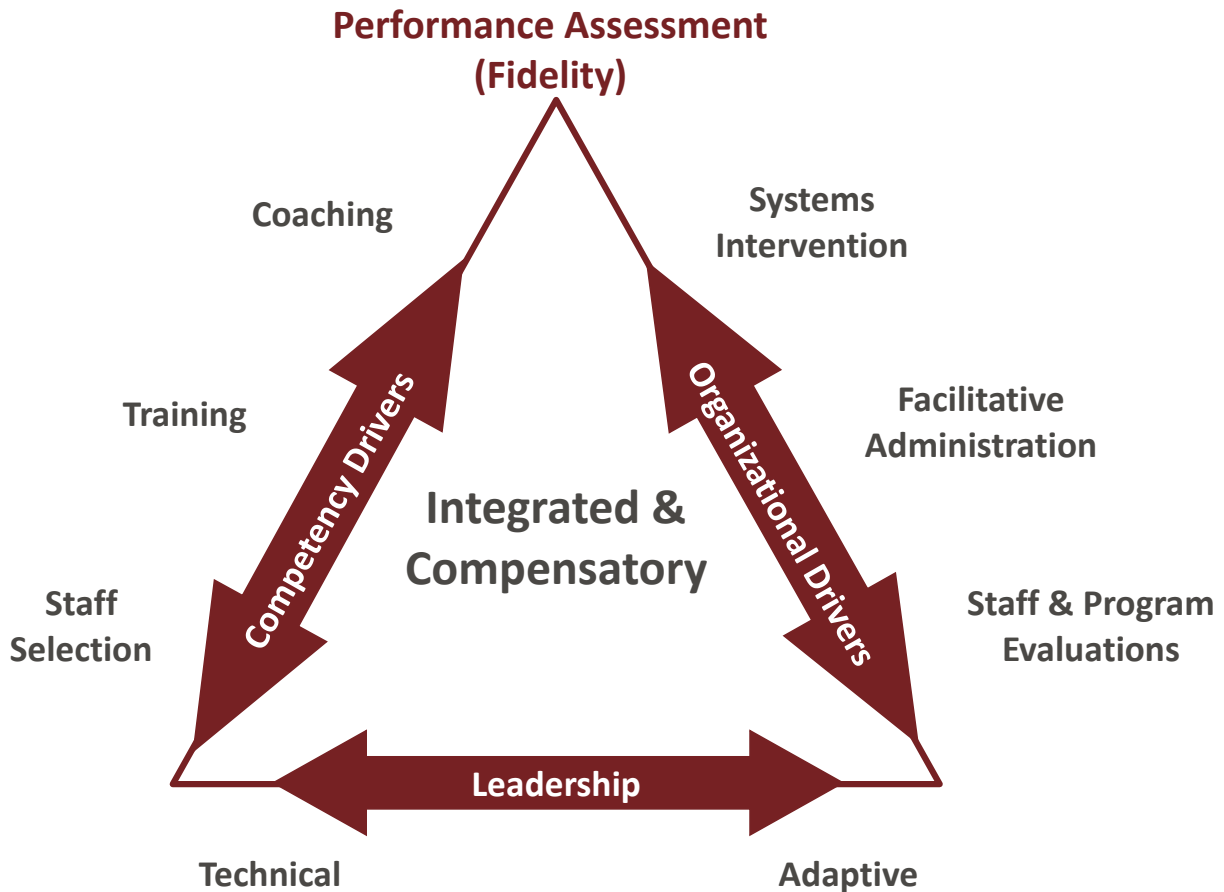 Performance Assessment
(Fidelity)
Coaching
Systems
Intervention
Training
Competency Drivers
Organizational Drivers
Facilitative
Administration
Integrated &
Compensatory
Staff
Selection
Staff & Program
Evaluations
Leadership
Technical
Adaptive